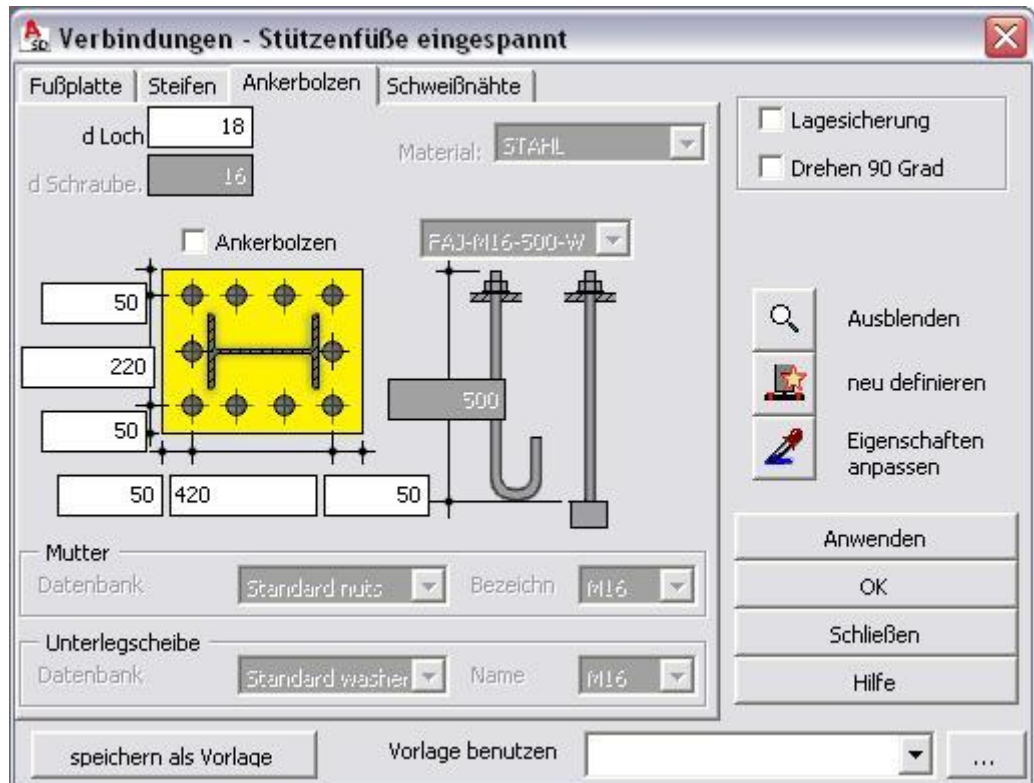 ASD Verbindungen - Stützenfüße eingespannt
Fußplatte Steifen Ankerbolzen Schweißnähte
d Loch 18
Material: STAHL
d Schraube. 16
Ankerbolzen
FAJ-M16-500-W
50
220
50
50 420 50
500
Mutter
Datenbank Standard nuts Bezeichn M16
Unterlegscheibe
Datenbank Standard washer Name M16
Lagesicherung
Drehen 90 Grad
Ausblenden
neu definieren
Eigenschaften
anpassen
Anwenden
OK
Schließen
Hilfe
speichern als Vorlage Vorlage benutzen ...